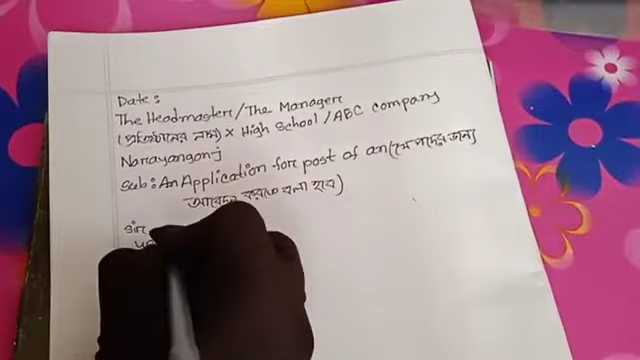 Date:
The Headmaster/The Manager
(প্রতিষ্ঠানের নাম) x High School/ABC company
Narayangonj
Sub: An Application for post of an (যে পদের জন্য
আবেদন করতে বলা হবে)
Sir